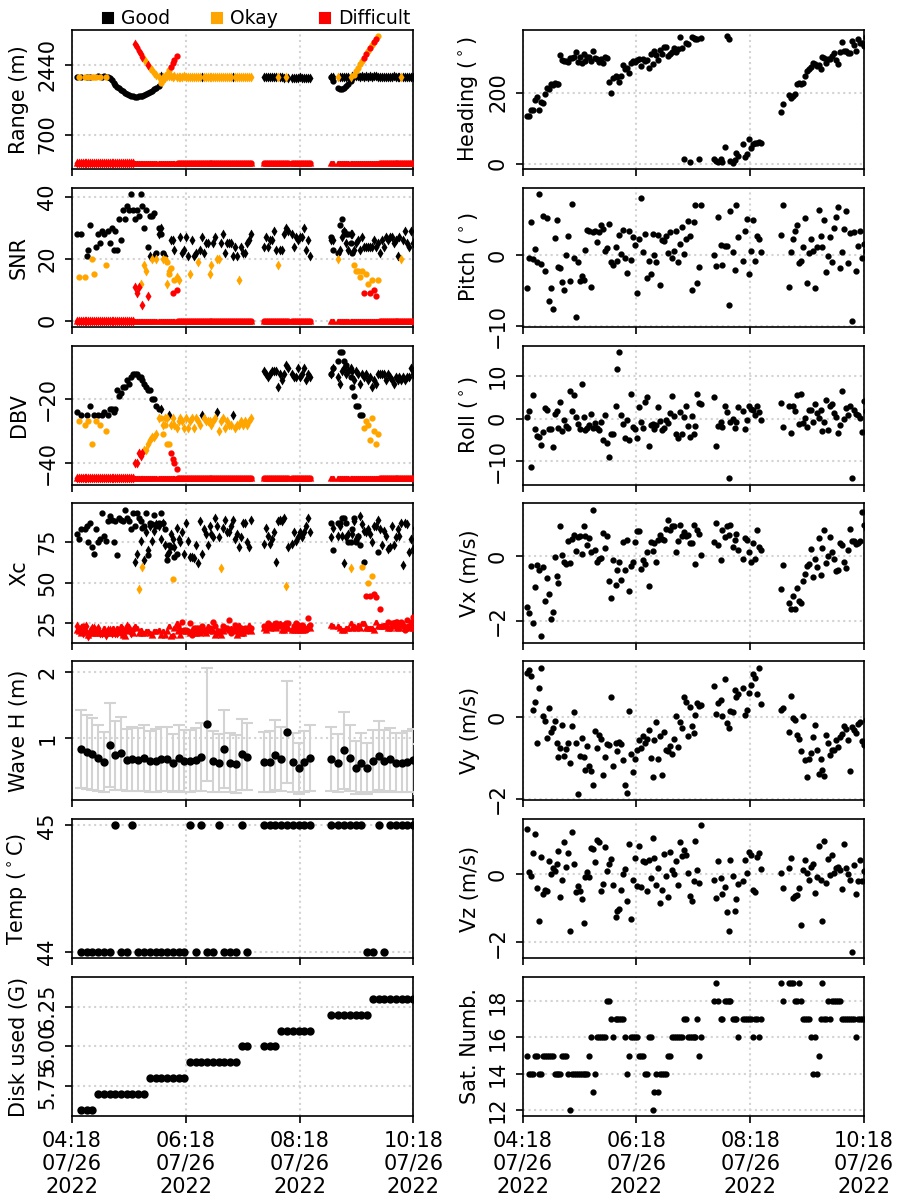 Good Okay Difficult
Range (m)
2440
700
Heading (°)
200
0
SNR
40
20
0
Pitch (°)
0
−10
DBV
−20
−40
Roll (°)
10
0
−10
Xc
75
50
25
Vx (m/s)
0
−2
Wave H (m)
2
1
Vy (m/s)
0
−2
Temp (°C)
45
44
Vz (m/s)
0
−2
Disk used (G)
6.25
6.00
5.75
Sat. Numb.
18
16
14
12
04:18 06:18 08:18 10:18 04:18 06:18 08:18 10:18
07/26 07/26 07/26 07/26 07/26 07/26 07/26 07/26
2022 2022 2022 2022 2022 2022 2022 2022